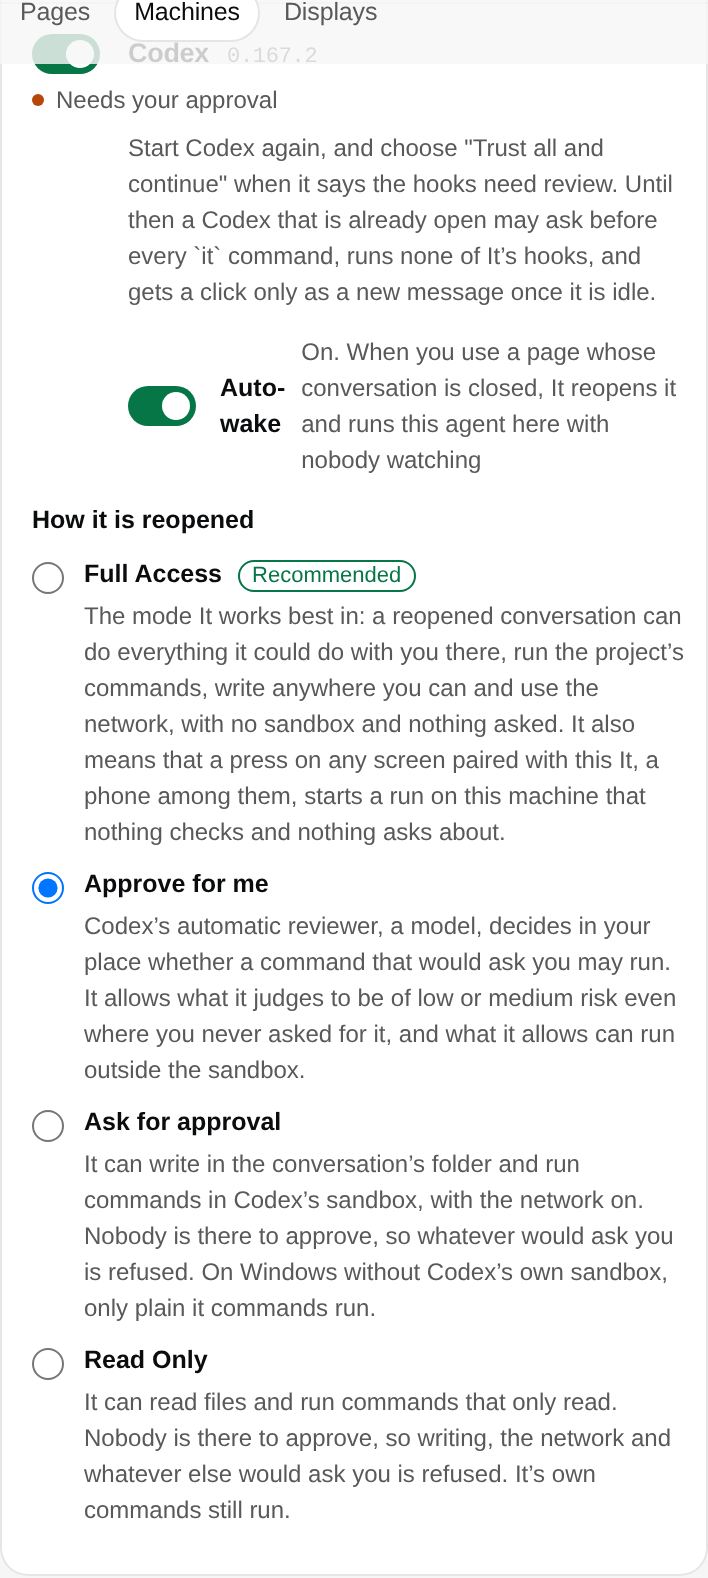 Pages Machines Displays
Codex 0.167.2
Needs your approval
Start Codex again, and choose "Trust all and
continue" when it says the hooks need review. Until
then a Codex that is already open may ask before
every `it` command, runs none of It’s hooks, and
gets a click only as a new message once it is idle.
Auto-
wake
On. When you use a page whose
conversation is closed, It reopens it
and runs this agent here with
nobody watching
How it is reopened
Full Access Recommended
The mode It works best in: a reopened conversation can
do everything it could do with you there, run the project’s
commands, write anywhere you can and use the
network, with no sandbox and nothing asked. It also
means that a press on any screen paired with this It, a
phone among them, starts a run on this machine that
nothing checks and nothing asks about.
Approve for me
Codex’s automatic reviewer, a model, decides in your
place whether a command that would ask you may run.
It allows what it judges to be of low or medium risk even
where you never asked for it, and what it allows can run
outside the sandbox.
Ask for approval
It can write in the conversation’s folder and run
commands in Codex’s sandbox, with the network on.
Nobody is there to approve, so whatever would ask you
is refused. On Windows without Codex’s own sandbox,
only plain it commands run.
Read Only
It can read files and run commands that only read.
Nobody is there to approve, so writing, the network and
whatever else would ask you is refused. It’s own
commands still run.